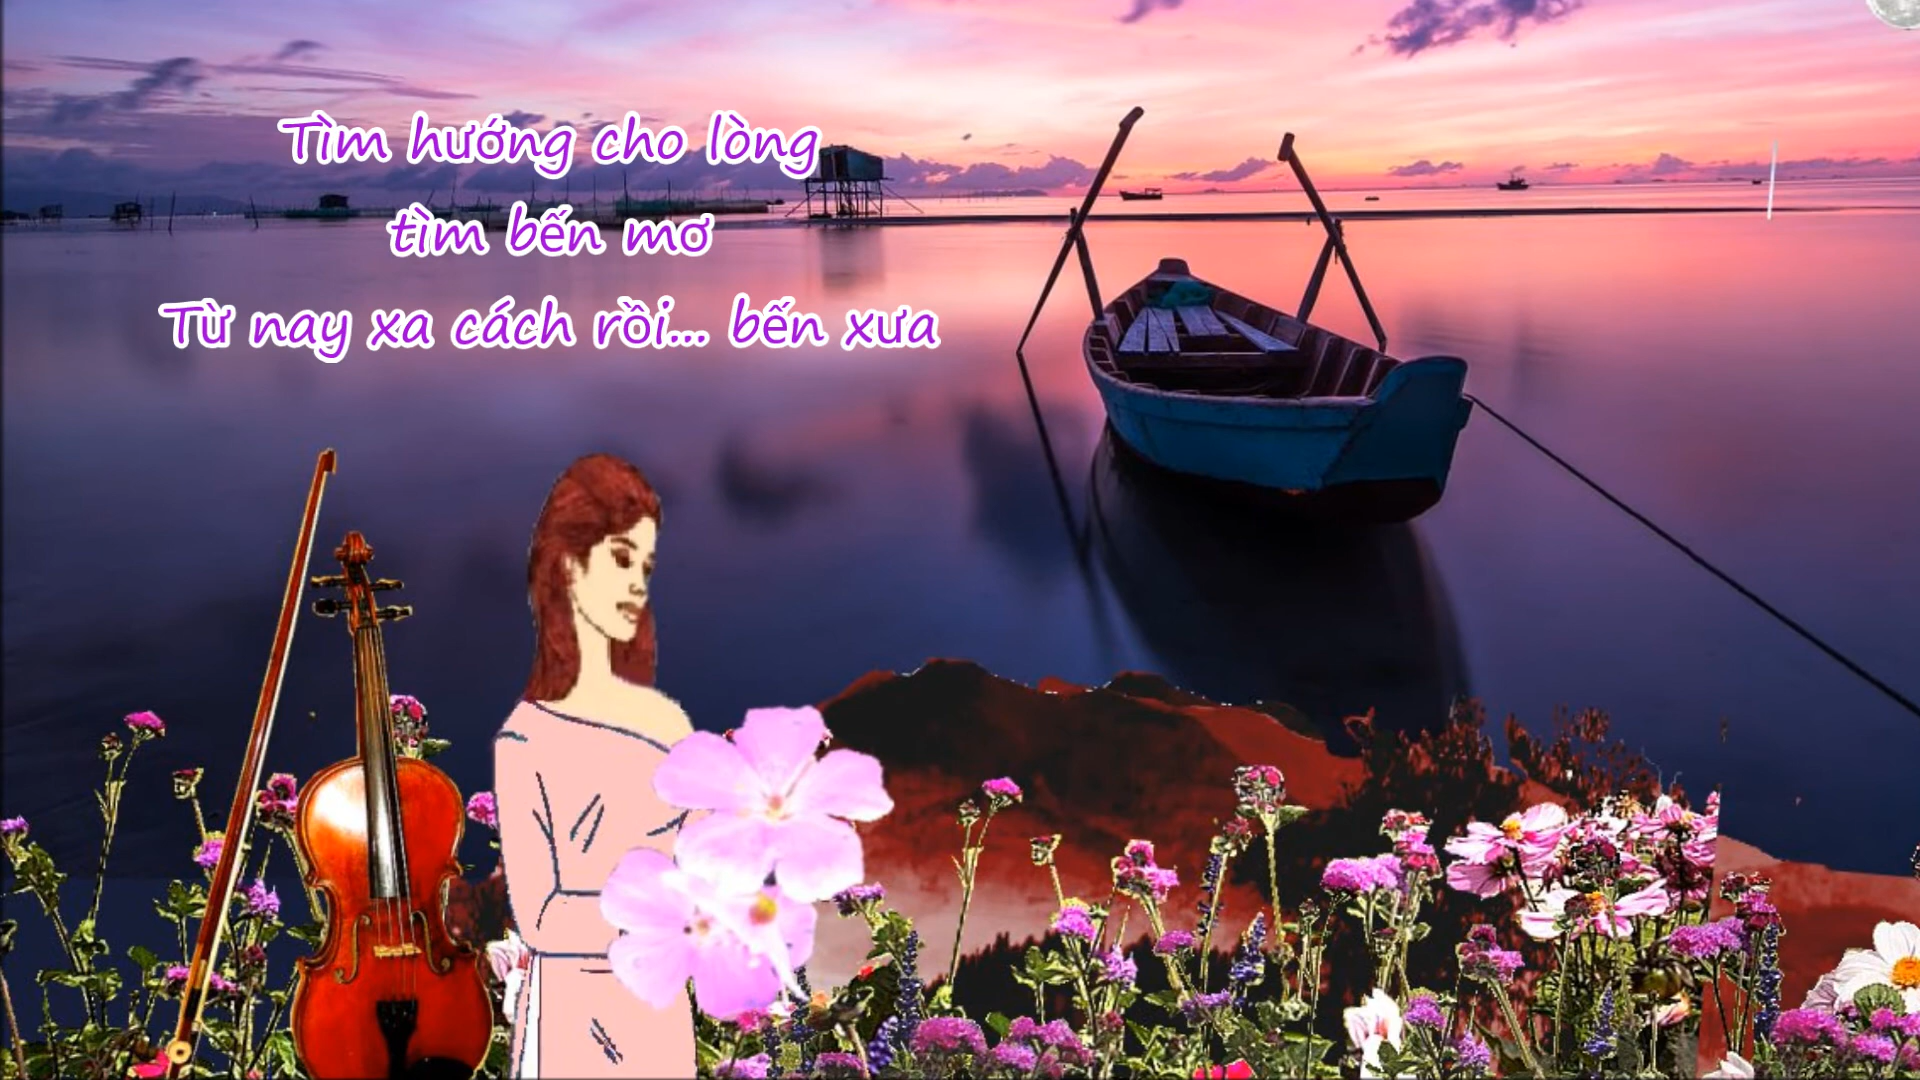 Tìm hướng cho lòng
tìm bến mơ
Từ nay xa cách rồi... bến xưa